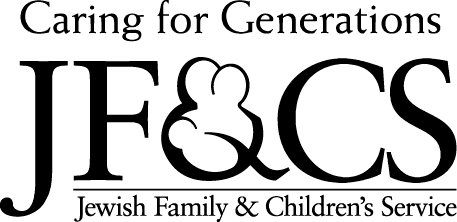 Caring for Generations
JF&CS
Jewish Family & Children's Service